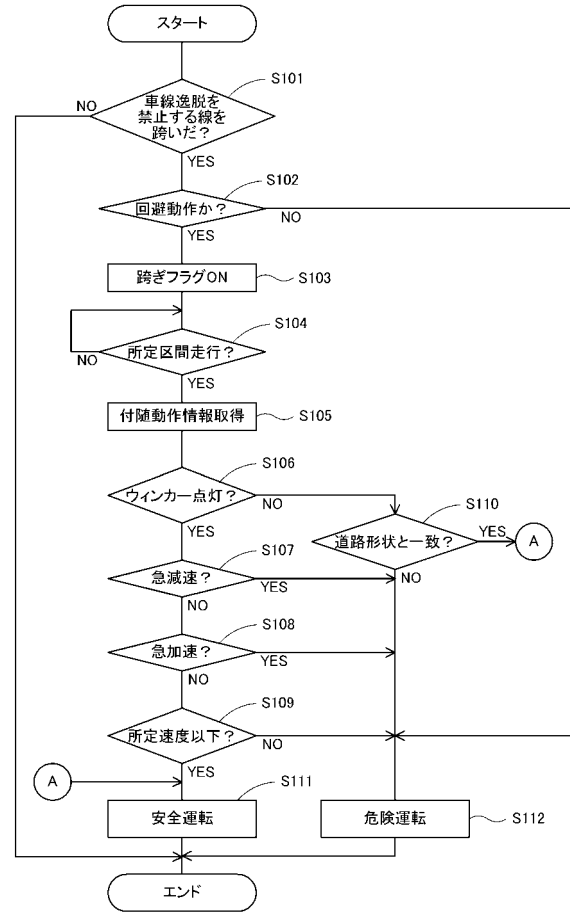 スタート
S101
車線逸脱を
禁止する線を
跨いだ？
NO
YES
S102
回避動作か？
NO
YES
跨ぎフラグON
S103
S104
所定区間走行？
NO
YES
付随動作情報取得
S105
S106
ウィンカー点灯？
NO
YES
S110
道路形状と一致？
YES
A
NO
S107
急減速？
YES
NO
S108
急加速？
YES
NO
S109
所定速度以下？
NO
YES
A
S111
安全運転
危険運転
S112
エンド